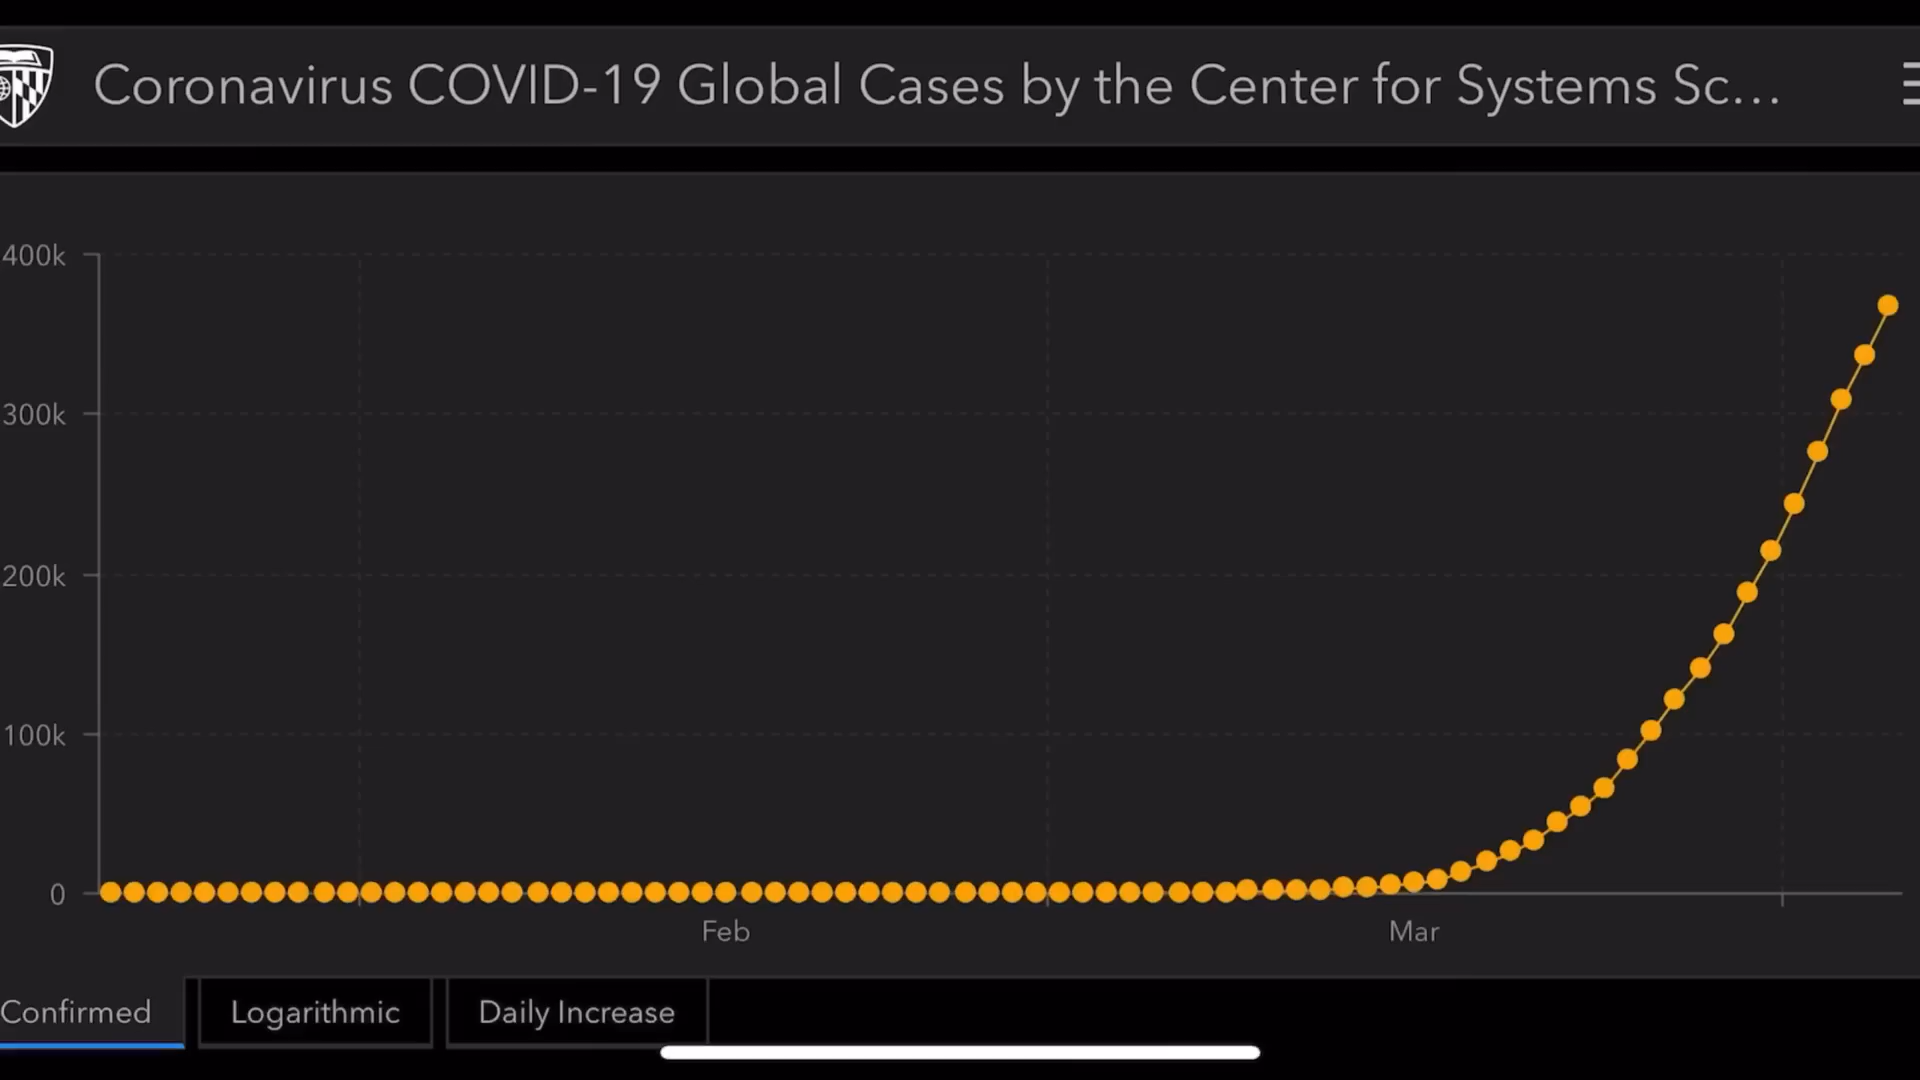 Coronavirus COVID-19 Global Cases by the Center for Systems Sc...
400k
300k
200k
100k
0
Feb
Mar
Confirmed
Logarithmic
Daily Increase